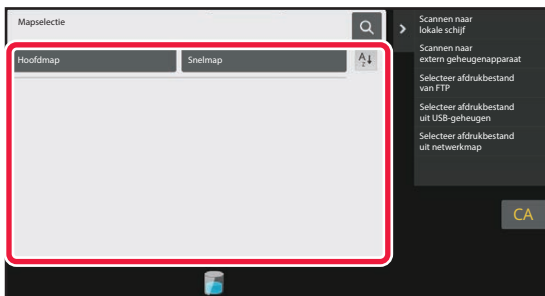 Mapselectie
Hoofdmap
Snelmap
A
Z
Scannen naar
lokale schijf
Scannen naar
extern geheugenapparaat
Selecteer afdrukbestand
van FTP
Selecteer afdrukbestand
uit USB-geheugen
Selecteer afdrukbestand
uit netwerkmap
CA